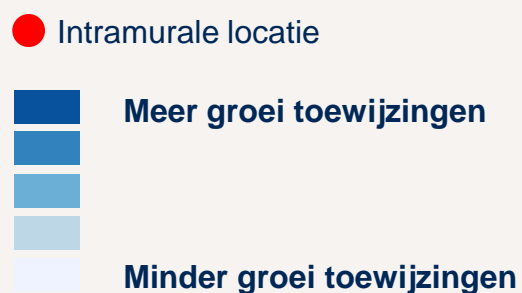 Intramurale locatie
Meer groei toewijzingen
Minder groei toewijzingen